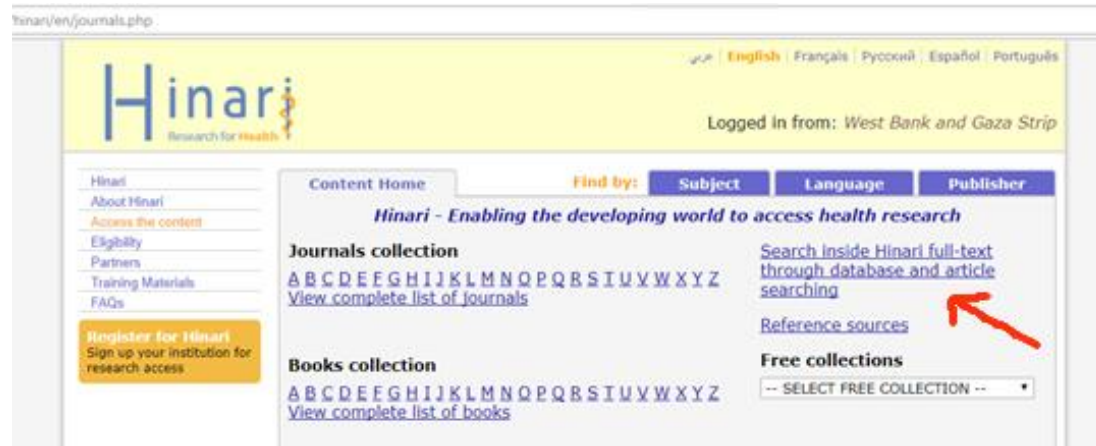 hinari/en/journals.php
عربي | English | Français | Русский | Español | Português
Hinari
Research for Health
Logged in from: West Bank and Gaza Strip
Hinari
About Hinari
Access the content
Eligibility
Partners
Training Materials
FAQs
Register for Hinari
Sign up your institution for
research access
Content Home
Find by:
Subject
Language
Publisher
Hinari - Enabling the developing world to access health research
Journals collection
A B C D E F G H I J K L M N O P Q R S T U V W X Y Z
View complete list of journals
Search inside Hinari full-text
through database and article
searching
Reference sources
Books collection
A B C D E F G H I J K L M N O P Q R S T U V W X Y Z
View complete list of books
Free collections
-- SELECT FREE COLLECTION --